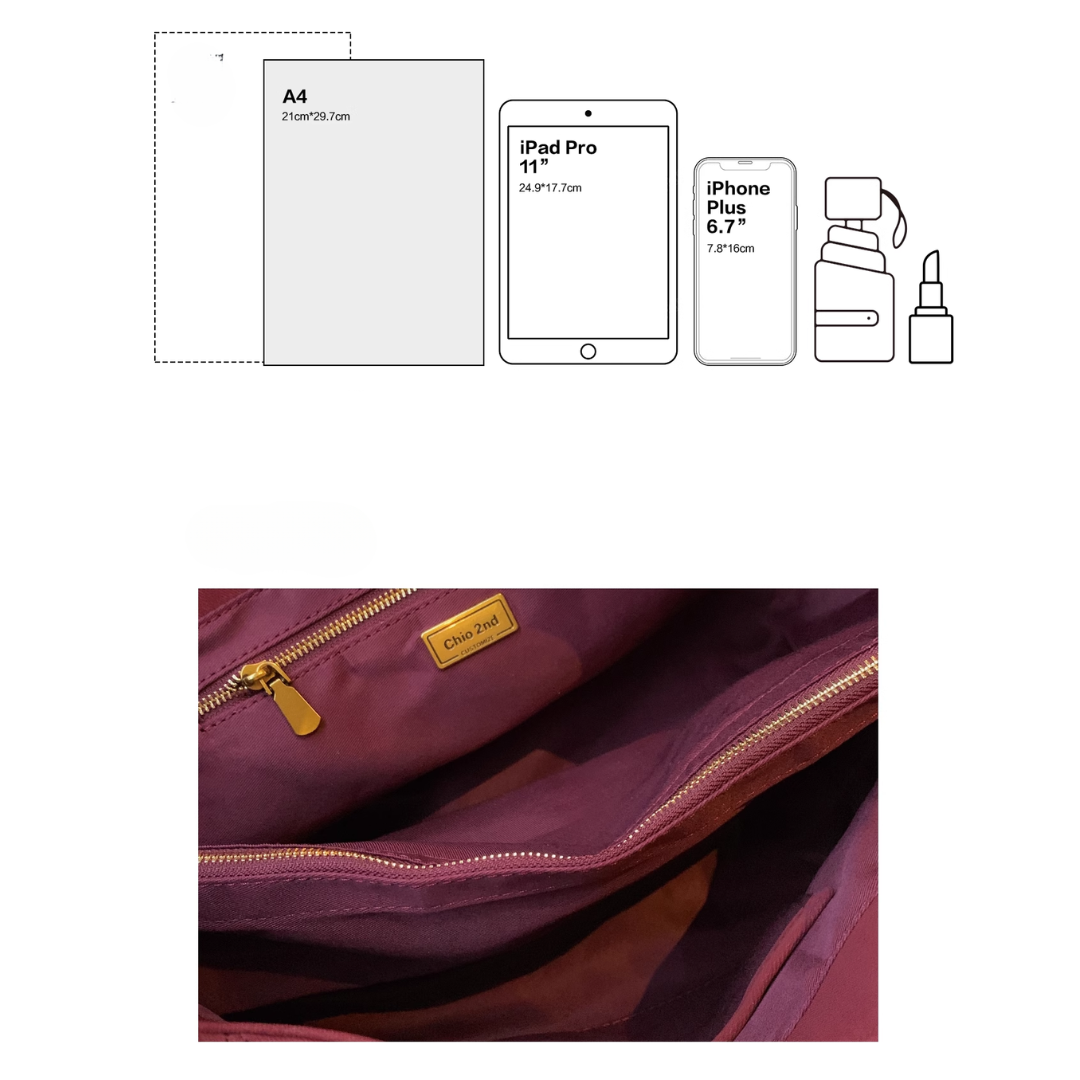 A4
21cm*29.7cm
iPad Pro
11”
24.9*17.7cm
iPhone
Plus
6.7”
7.8*16cm
Chio 2nd
CUSTOMIZE